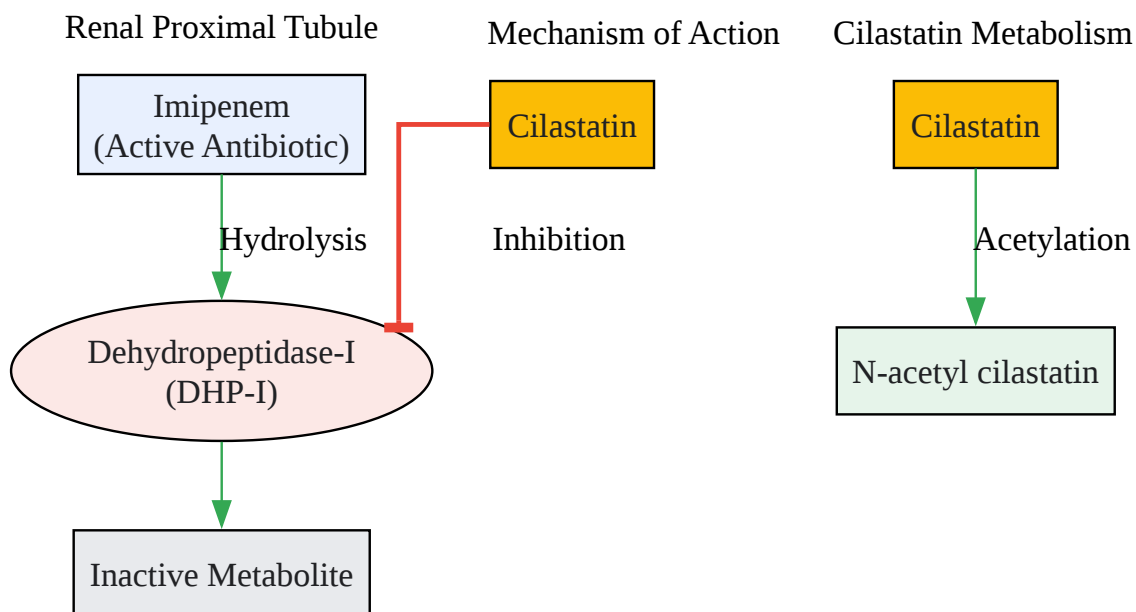 Renal Proximal Tubule
Imipenem
(Active Antibiotic)
Hydrolysis
Dehydropeptidase-I
(DHP-I)
Inactive Metabolite
Mechanism of Action
Cilastatin
Inhibition
Cilastatin Metabolism
Cilastatin
Acetylation
N-acetyl cilastatin